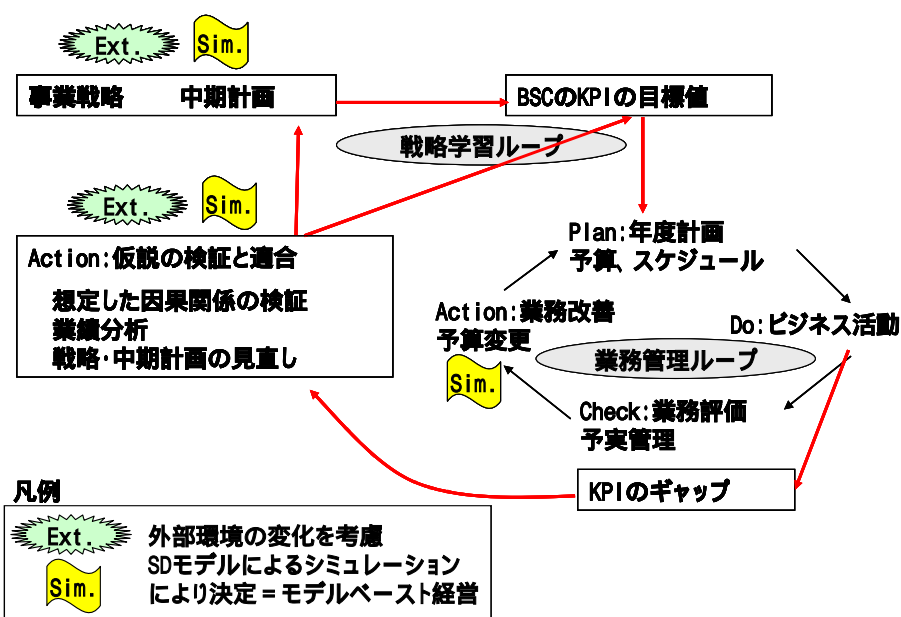 Ext.
Sim.
事業戦略 中期計画
BSCのKPIの目標値
戦略学習ループ
Ext.
Sim.
Action:仮説の検証と適合
想定した因果関係の検証
業績分析
戦略・中期計画の見直し
Plan:年度計画
予算、スケジュール
Action:業務改善
予算変更
Do:ビジネス活動
業務管理ループ
Sim.
Check:業務評価
予実管理
KPIのギャップ
凡例
Ext.
外部環境の変化を考慮
Sim.
SDモデルによるシミュレーション
により決定=モデルベースト経営